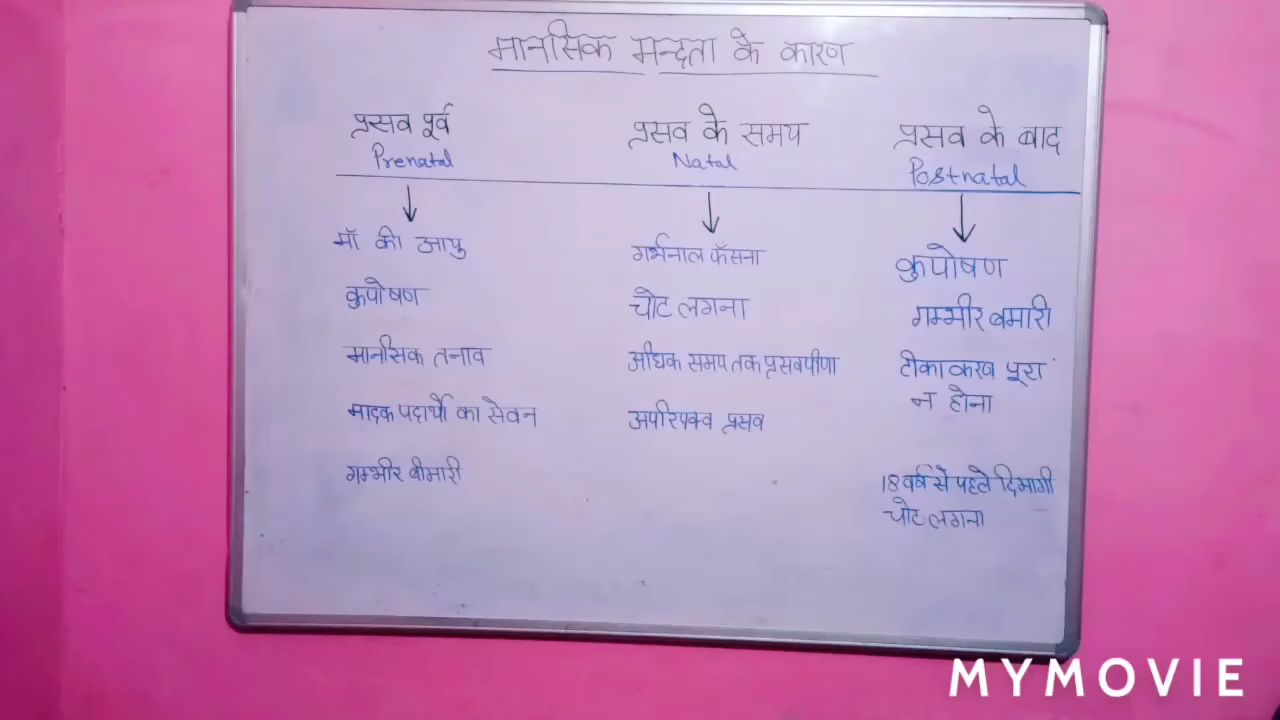 मानसिक मन्दता के कारण
प्रसव पूर्व
Prenatal
माँ की आयु
कुपोषण
मानसिक तनाव
मादक पदार्थों का सेवन
गम्भीर बीमारी
प्रसव के समय
Natal
गर्भनाल फँसना
चोट लगना
अधिक समय तक प्रसवपीणा
अपरिपक्व प्रसव
प्रसव के बाद
Postnatal
कुपोषण
गम्भीर बमारी
टीकाकरण पूरा
न होना
18 वर्ष से पहले दिमागी
चोट लगना
MYMOVIE